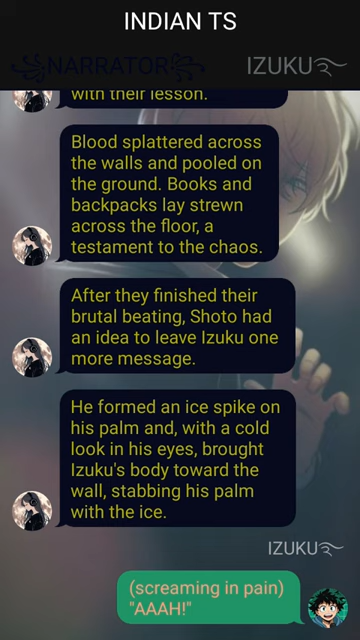 INDIAN TS
NARRATOR
IZUKU
with their lesson.
Blood splattered across
the walls and pooled on
the ground. Books and
backpacks lay strewn
across the floor, a
testament to the chaos.
After they finished their
brutal beating, Shoto had
an idea to leave Izuku one
more message.
He formed an ice spike on
his palm and, with a cold
look in his eyes, brought
Izuku's body toward the
wall, stabbing his palm
with the ice.
IZUKU
(screaming in pain)
"AAAH!"